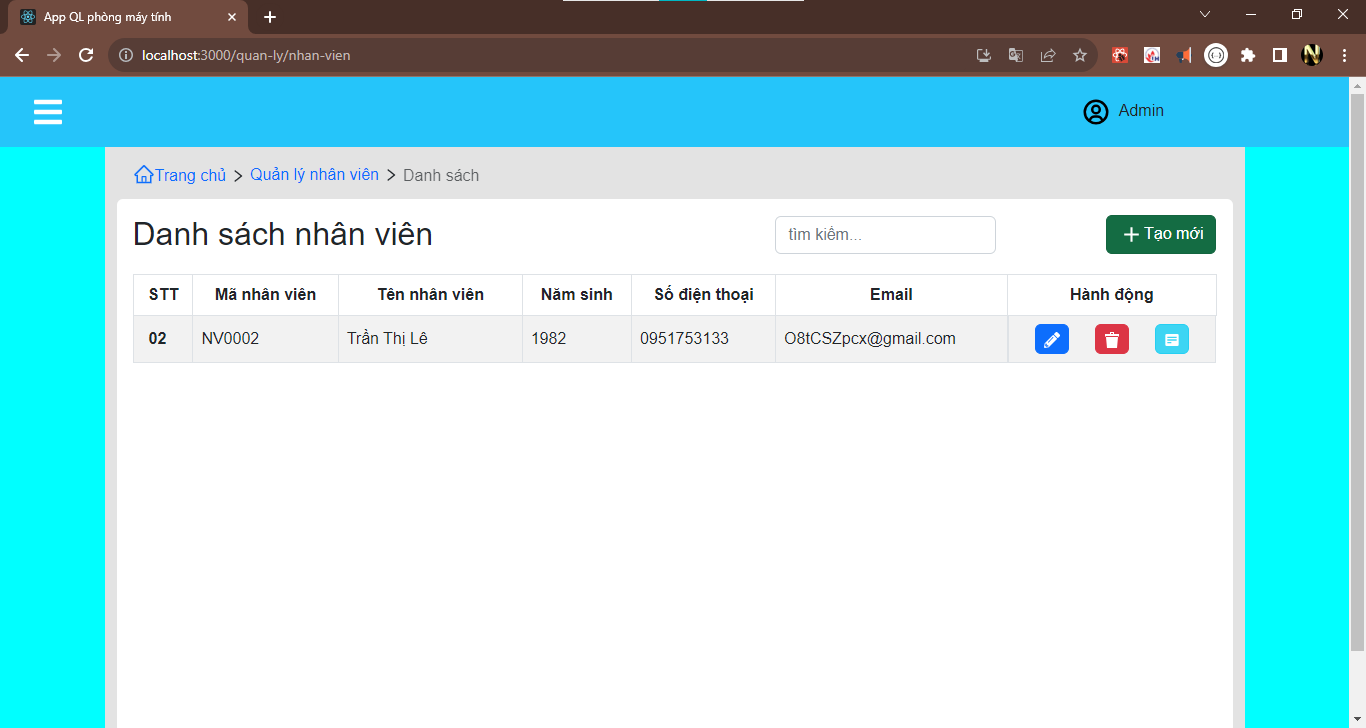 App QL phòng máy tính
localhost:3000/quan-ly/nhan-vien
Admin
Trang chủ > Quản lý nhân viên > Danh sách
Danh sách nhân viên
tìm kiềm...
Tạo mới
STT Mã nhân viên Tên nhân viên Năm sinh Số điện thoại Email Hành động
02 NV0002 Trần Thị Lê 1982 0951753133 O8tCSZpcx@gmail.com